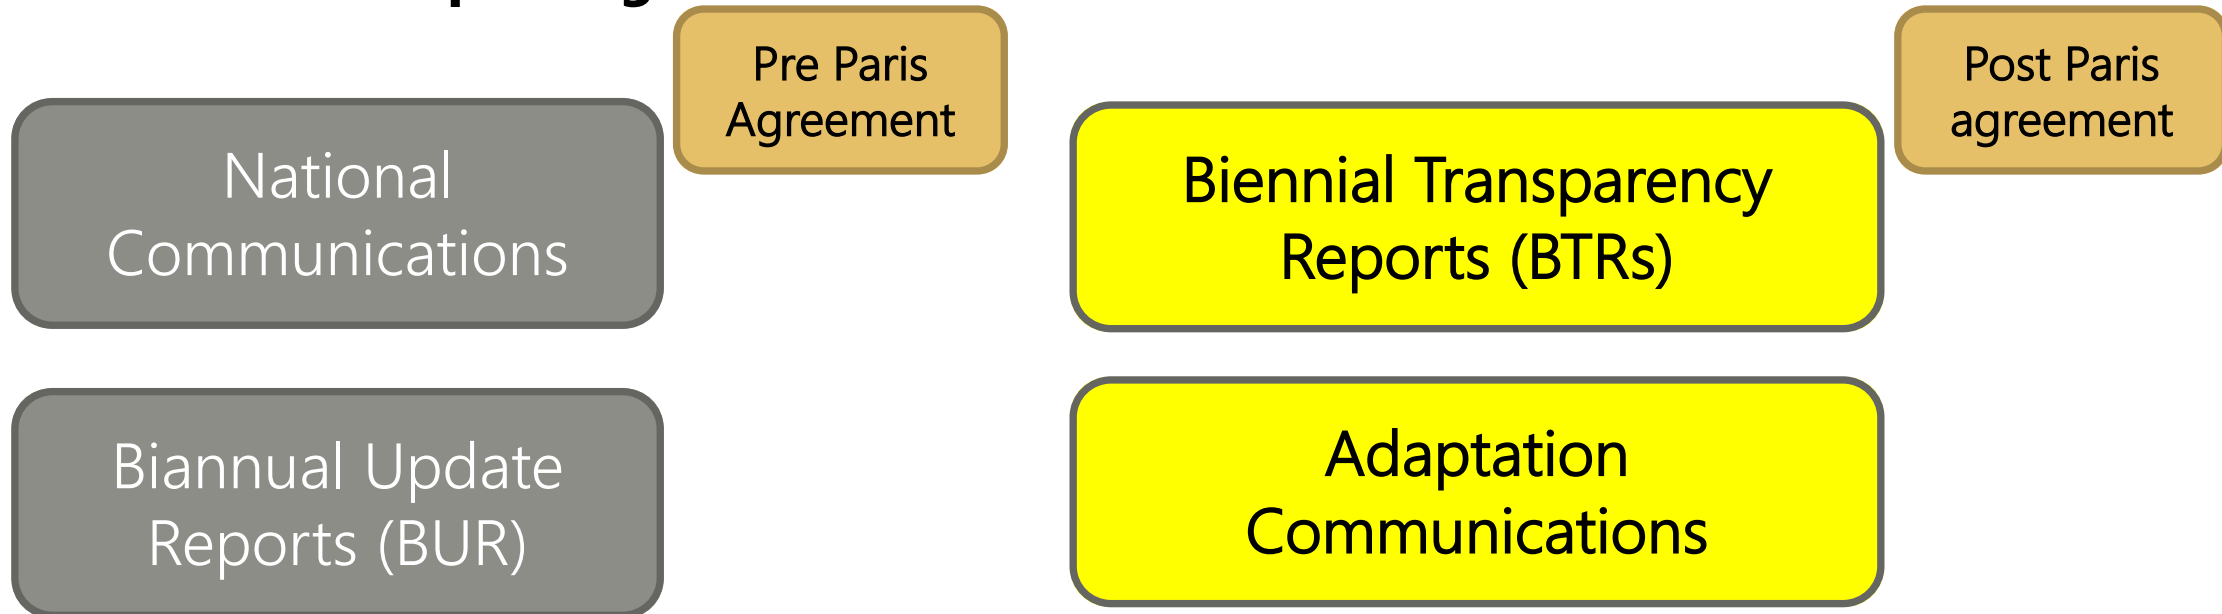 Pre Paris
Agreement
National
Communications
Biannual Update
Reports (BUR)
Post Paris
agreement
Biennial Transparency
Reports (BTRs)
Adaptation
Communications